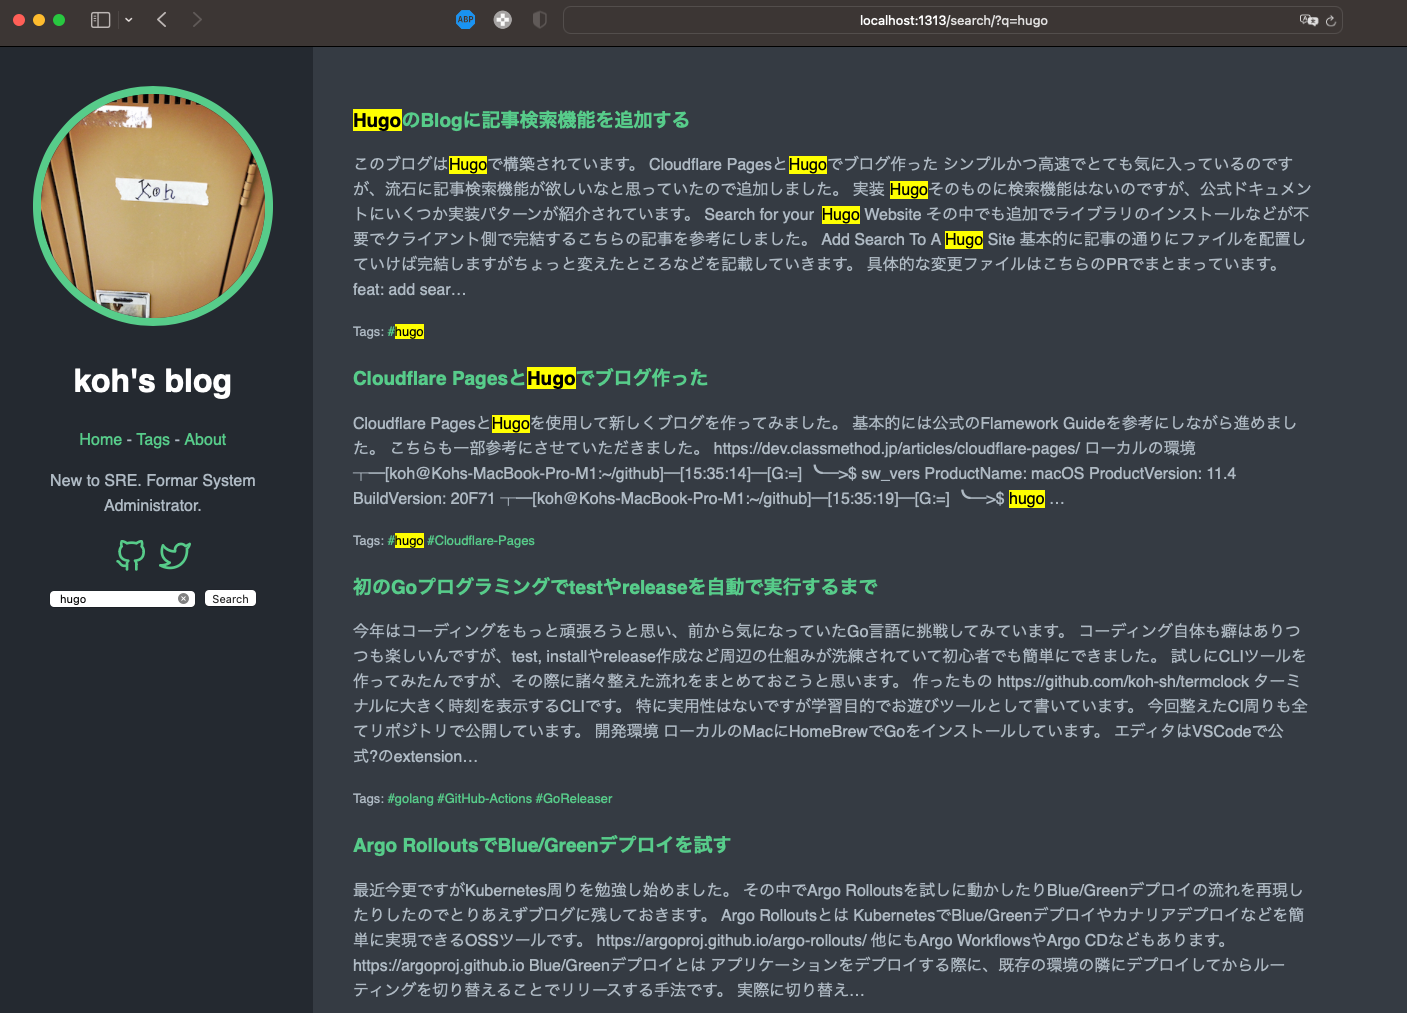 ABP
localhost:1313/search/?q=hugo
Koh
koh's blog
Home - Tags - About
New to SRE. Formar System
Administrator.
hugo
Search
HugoのBlogに記事検索機能を追加する
このブログはHugoで構築されています。 Cloudflare PagesとHugoでブログ作った シンプルかつ高速でとても気に入っているのです
が、流石に記事検索機能が欲しいなと思っていたので追加しました。 実装 Hugoそのものに検索機能はないのですが、公式ドキュメン
トにいくつか実装パターンが紹介されています。 Search for your Hugo Website その中でも追加でライブラリのインストールなどが不
要でクライアント側で完結するこちらの記事を参考にしました。 Add Search To A Hugo Site 基本的に記事の通りにファイルを配置し
ていけば完結しますがちょっと変えたところなどを記載していきます。 具体的な変更ファイルはこちらのPRでまとまっています。
feat: add sear…
Tags: #hugo
Cloudflare PagesとHugoでブログ作った
Cloudflare PagesとHugoを使用して新しくブログを作ってみました。 基本的には公式のFlamework Guideを参考にしながら進めまし
た。 こちらも一部参考にさせていただきました。 https://dev.classmethod.jp/articles/cloudflare-pages/ ローカルの環境
┬─[koh@Kohs-MacBook-Pro-M1:~/github]─[15:35:14]─[G:=] ╰─>$ sw_vers ProductName: macOS ProductVersion: 11.4
BuildVersion: 20F71 ┬─[koh@Kohs-MacBook-Pro-M1:~/github]─[15:35:19]─[G:=] ╰─>$ hugo …
Tags: #hugo #Cloudflare-Pages
初のGoプログラミングでtestやreleaseを自動で実行するまで
今年はコーディングをもっと頑張ろうと思い、前から気になっていたGo言語に挑戦してみています。 コーディング自体も癖はありつ
つも楽しいんですが、test, installやrelease作成など周辺の仕組みが洗練されていて初心者でも簡単にできました。 試しにCLIツールを
作ってみたんですが、その際に諸々整えた流れをまとめておこうと思います。 作ったもの https://github.com/koh-sh/termclock ターミ
ナルに大きく時刻を表示するCLIです。 特に実用性はないですが学習目的でお遊びツールとして書いています。 今回整えたCI周りも全
てリポジトリで公開しています。 開発環境 ローカルのMacにHomeBrewでGoをインストールしています。 エディタはVSCodeで公
式?のextension…
Tags: #golang #GitHub-Actions #GoReleaser
Argo RolloutsでBlue/Greenデプロイを試す
最近今更ですがKubernetes周りを勉強し始めました。 その中でArgo Rolloutsを試しに動かしたりBlue/Greenデプロイの流れを再現し
たりしたのでとりあえずブログに残しておきます。 Argo Rolloutsとは KubernetesでBlue/Greenデプロイやカナリアデプロイなどを簡
単に実現できるOSSツールです。 https://argoproj.github.io/argo-rollouts/ 他にもArgo WorkflowsやArgo CDなどもあります。
https://argoproj.github.io Blue/Greenデプロイとは アプリケーションをデプロイする際に、既存の環境の隣にデプロイしてからルー
ティングを切り替えることでリリースする手法です。 実際に切り替え…